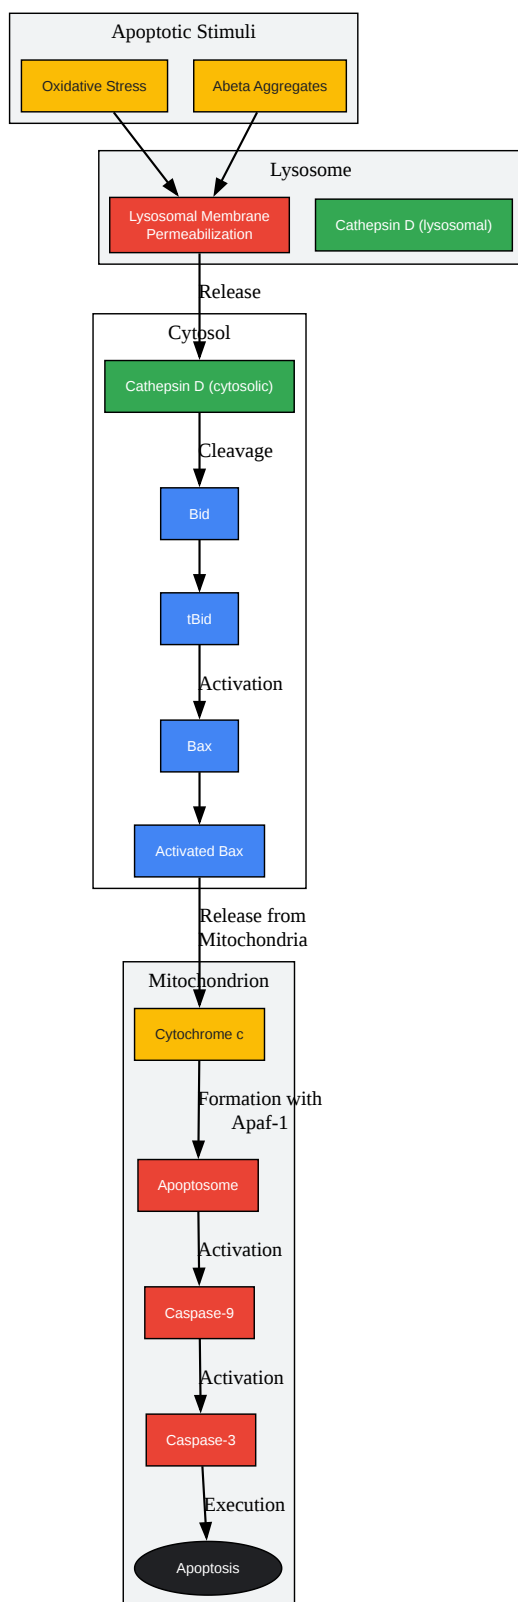 Apoptotic Stimuli
Oxidative Stress
Abeta Aggregates
Lysosome
Lysosomal Membrane
Permeabilization
Cathepsin D (lysosomal)
Release
Cytosol
Cathepsin D (cytosolic)
Cleavage
Bid
tBid
Activation
Bax
Activated Bax
Release from
Mitochondria
Mitochondrion
Cytochrome c
Formation with
Apaf-1
Apoptosome
Activation
Caspase-9
Activation
Caspase-3
Execution
Apoptosis